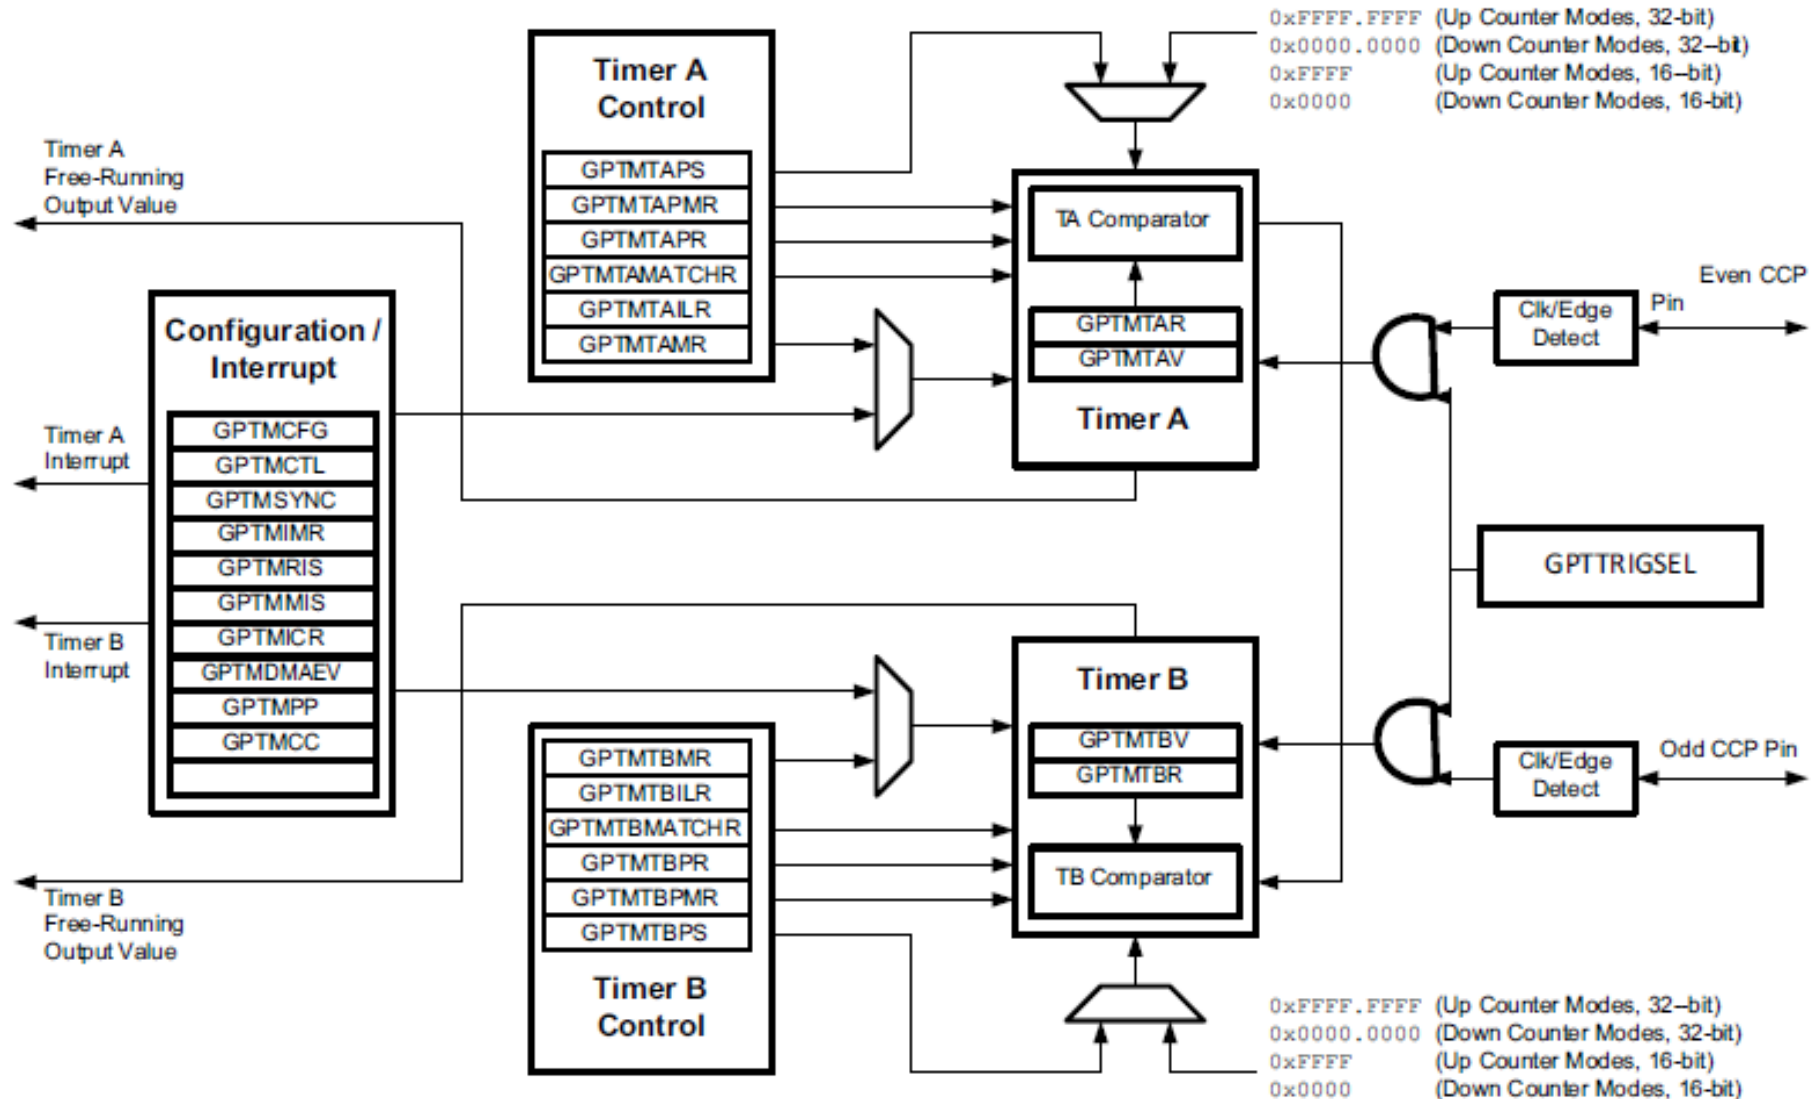 0xFFFF.FFFF (Up Counter Modes, 32-bit)
0x0000.0000 (Down Counter Modes, 32--bit)
0xFFFF (Up Counter Modes, 16--bit)
0x0000 (Down Counter Modes, 16-bit)
Timer A
Control
GPTMTAPS
GPTMTAPMR
GPTMTAPR
GPTMTAMATCHR
GPTMTAILR
GPTMTAMR
Timer A
Free-Running
Output Value
TA Comparator
GPTMTAR
GPTMTAV
Timer A
Even CCP
Pin
Clk/Edge
Detect
Configuration /
Interrupt
GPTMCFG
GPTMCTL
GPTMSYNC
GPTMIMR
GPTMRIS
GPTMMIS
GPTMICR
GPTMDMAEV
GPTMPP
GPTMCC
Timer A
Interrupt
Timer B
Interrupt
GPTTRIGSEL
Timer B
GPTMTBV
GPTMTBR
TB Comparator
Odd CCP Pin
Clk/Edge
Detect
GPTMTBMR
GPTMTBILR
GPTMTBMATCHR
GPTMTBPR
GPTMTBPMR
GPTMTBPS
Timer B
Control
Timer B
Free-Running
Output Value
0xFFFF.FFFF (Up Counter Modes, 32--bit)
0x0000.0000 (Down Counter Modes, 32-bit)
0xFFFF (Up Counter Modes, 16-bit)
0x0000 (Down Counter Modes, 16-bit)